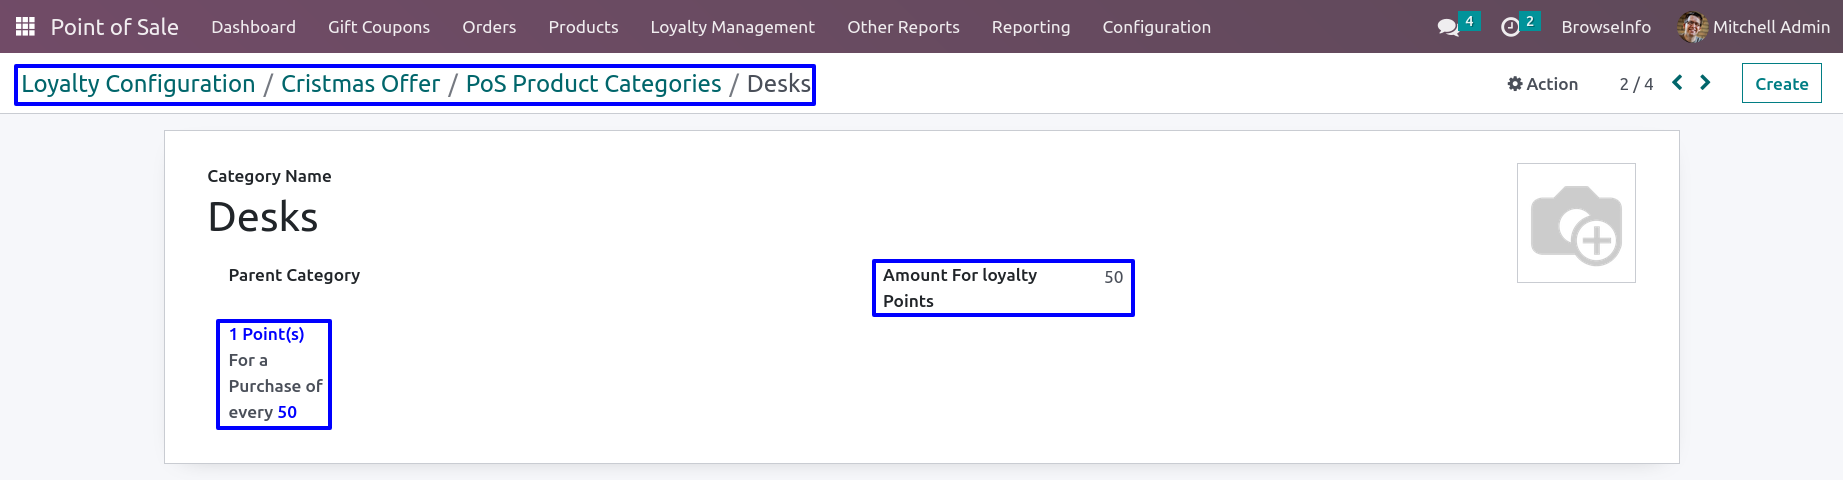 Point of Sale Dashboard Gift Coupons Orders Products Loyalty Management Other Reports Reporting Configuration 4 2 BrowseInfo Mitchell Admin
Loyalty Configuration / Cristmas Offer / PoS Product Categories / Desks Action 2 / 4 Create
Category Name
Desks
Parent Category
Amount For loyalty 50
Points
1 Point(s)
For a
Purchase of
every 50